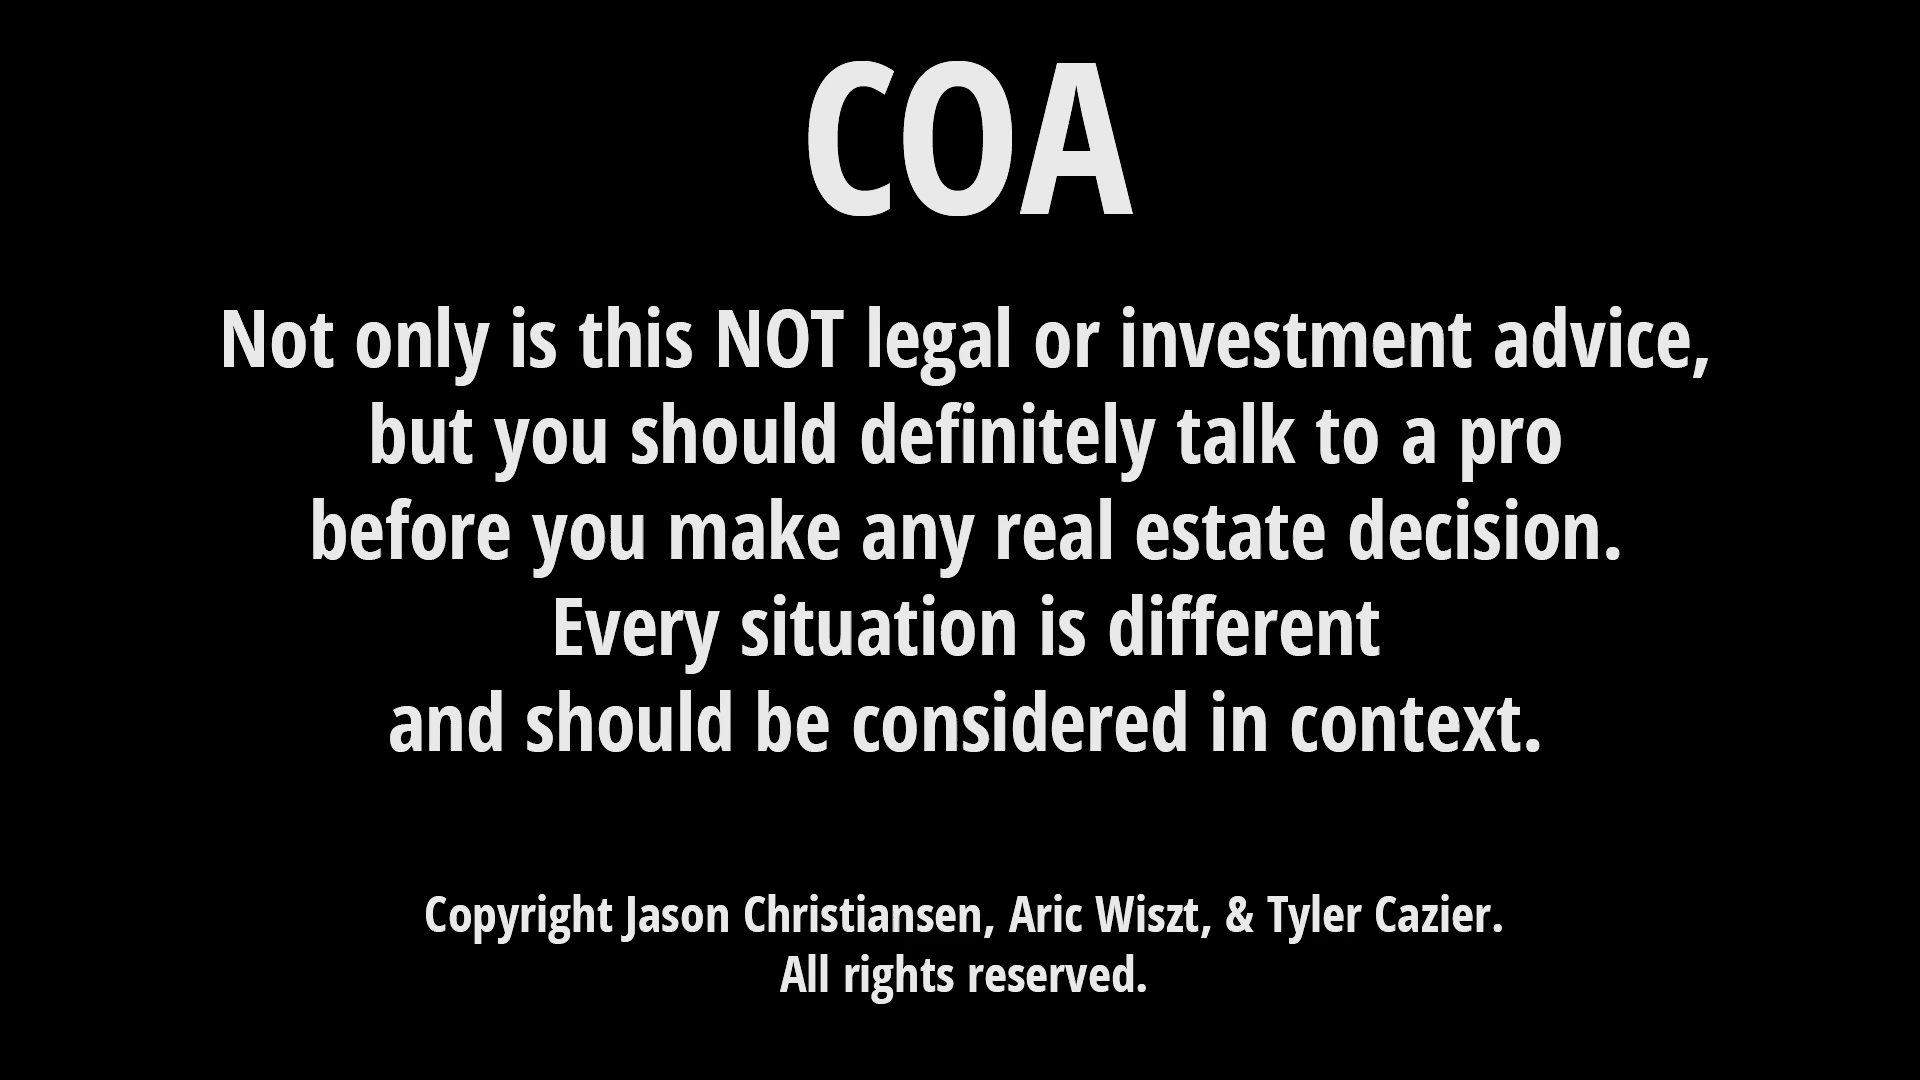 COA
Not only is this NOT legal or investment advice,
but you should definitely talk to a pro
before you make any real estate decision.
Every situation is different
and should be considered in context.
Copyright Jason Christiansen, Aric Wiszt, & Tyler Cazier.
All rights reserved.